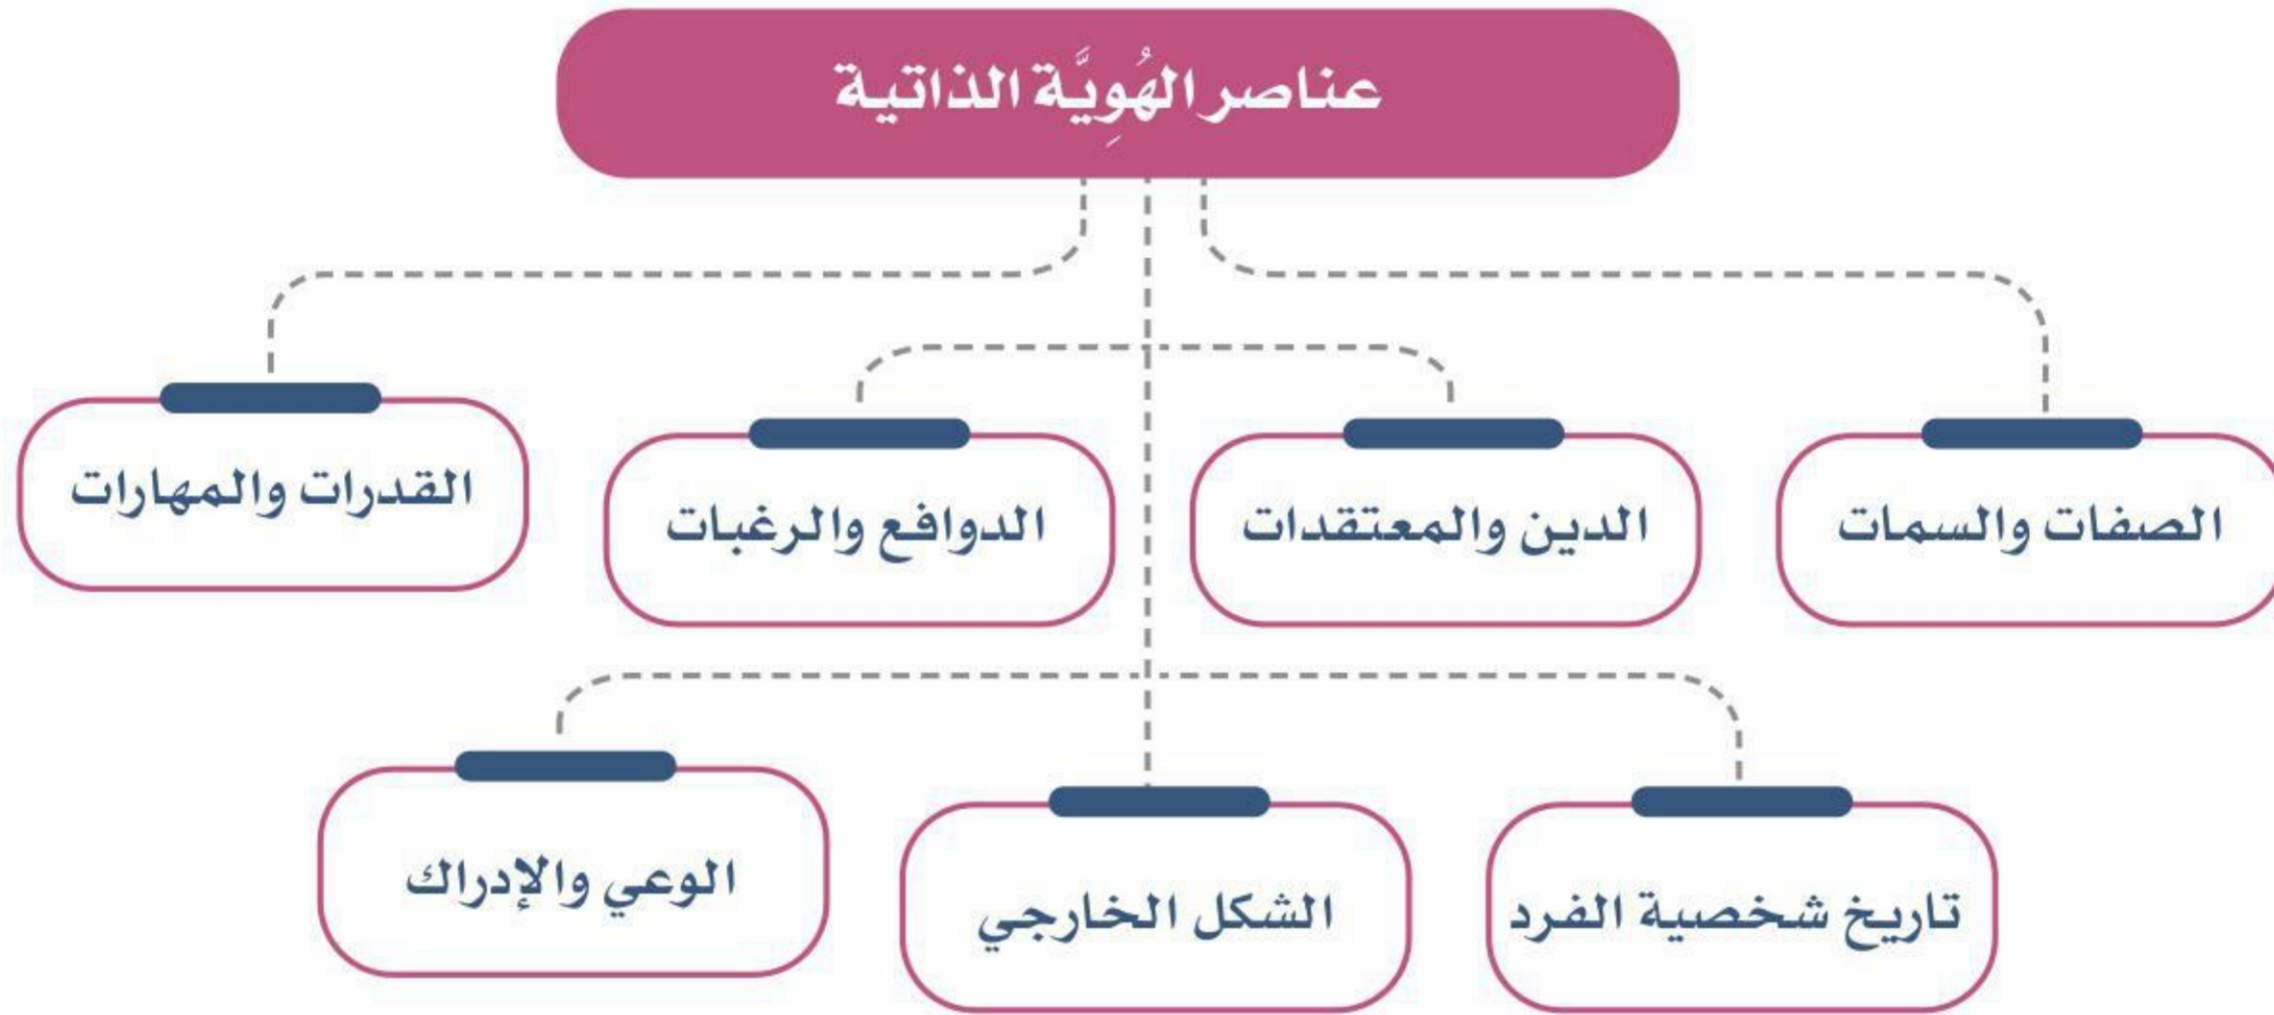 عناصر الهُوِيَّة الذاتية
الصفات والسمات
الدين والمعتقدات
الدوافع والرغبات
القدرات والمهارات
تاريخ شخصية الفرد
الشكل الخارجي
الوعي والإدراك